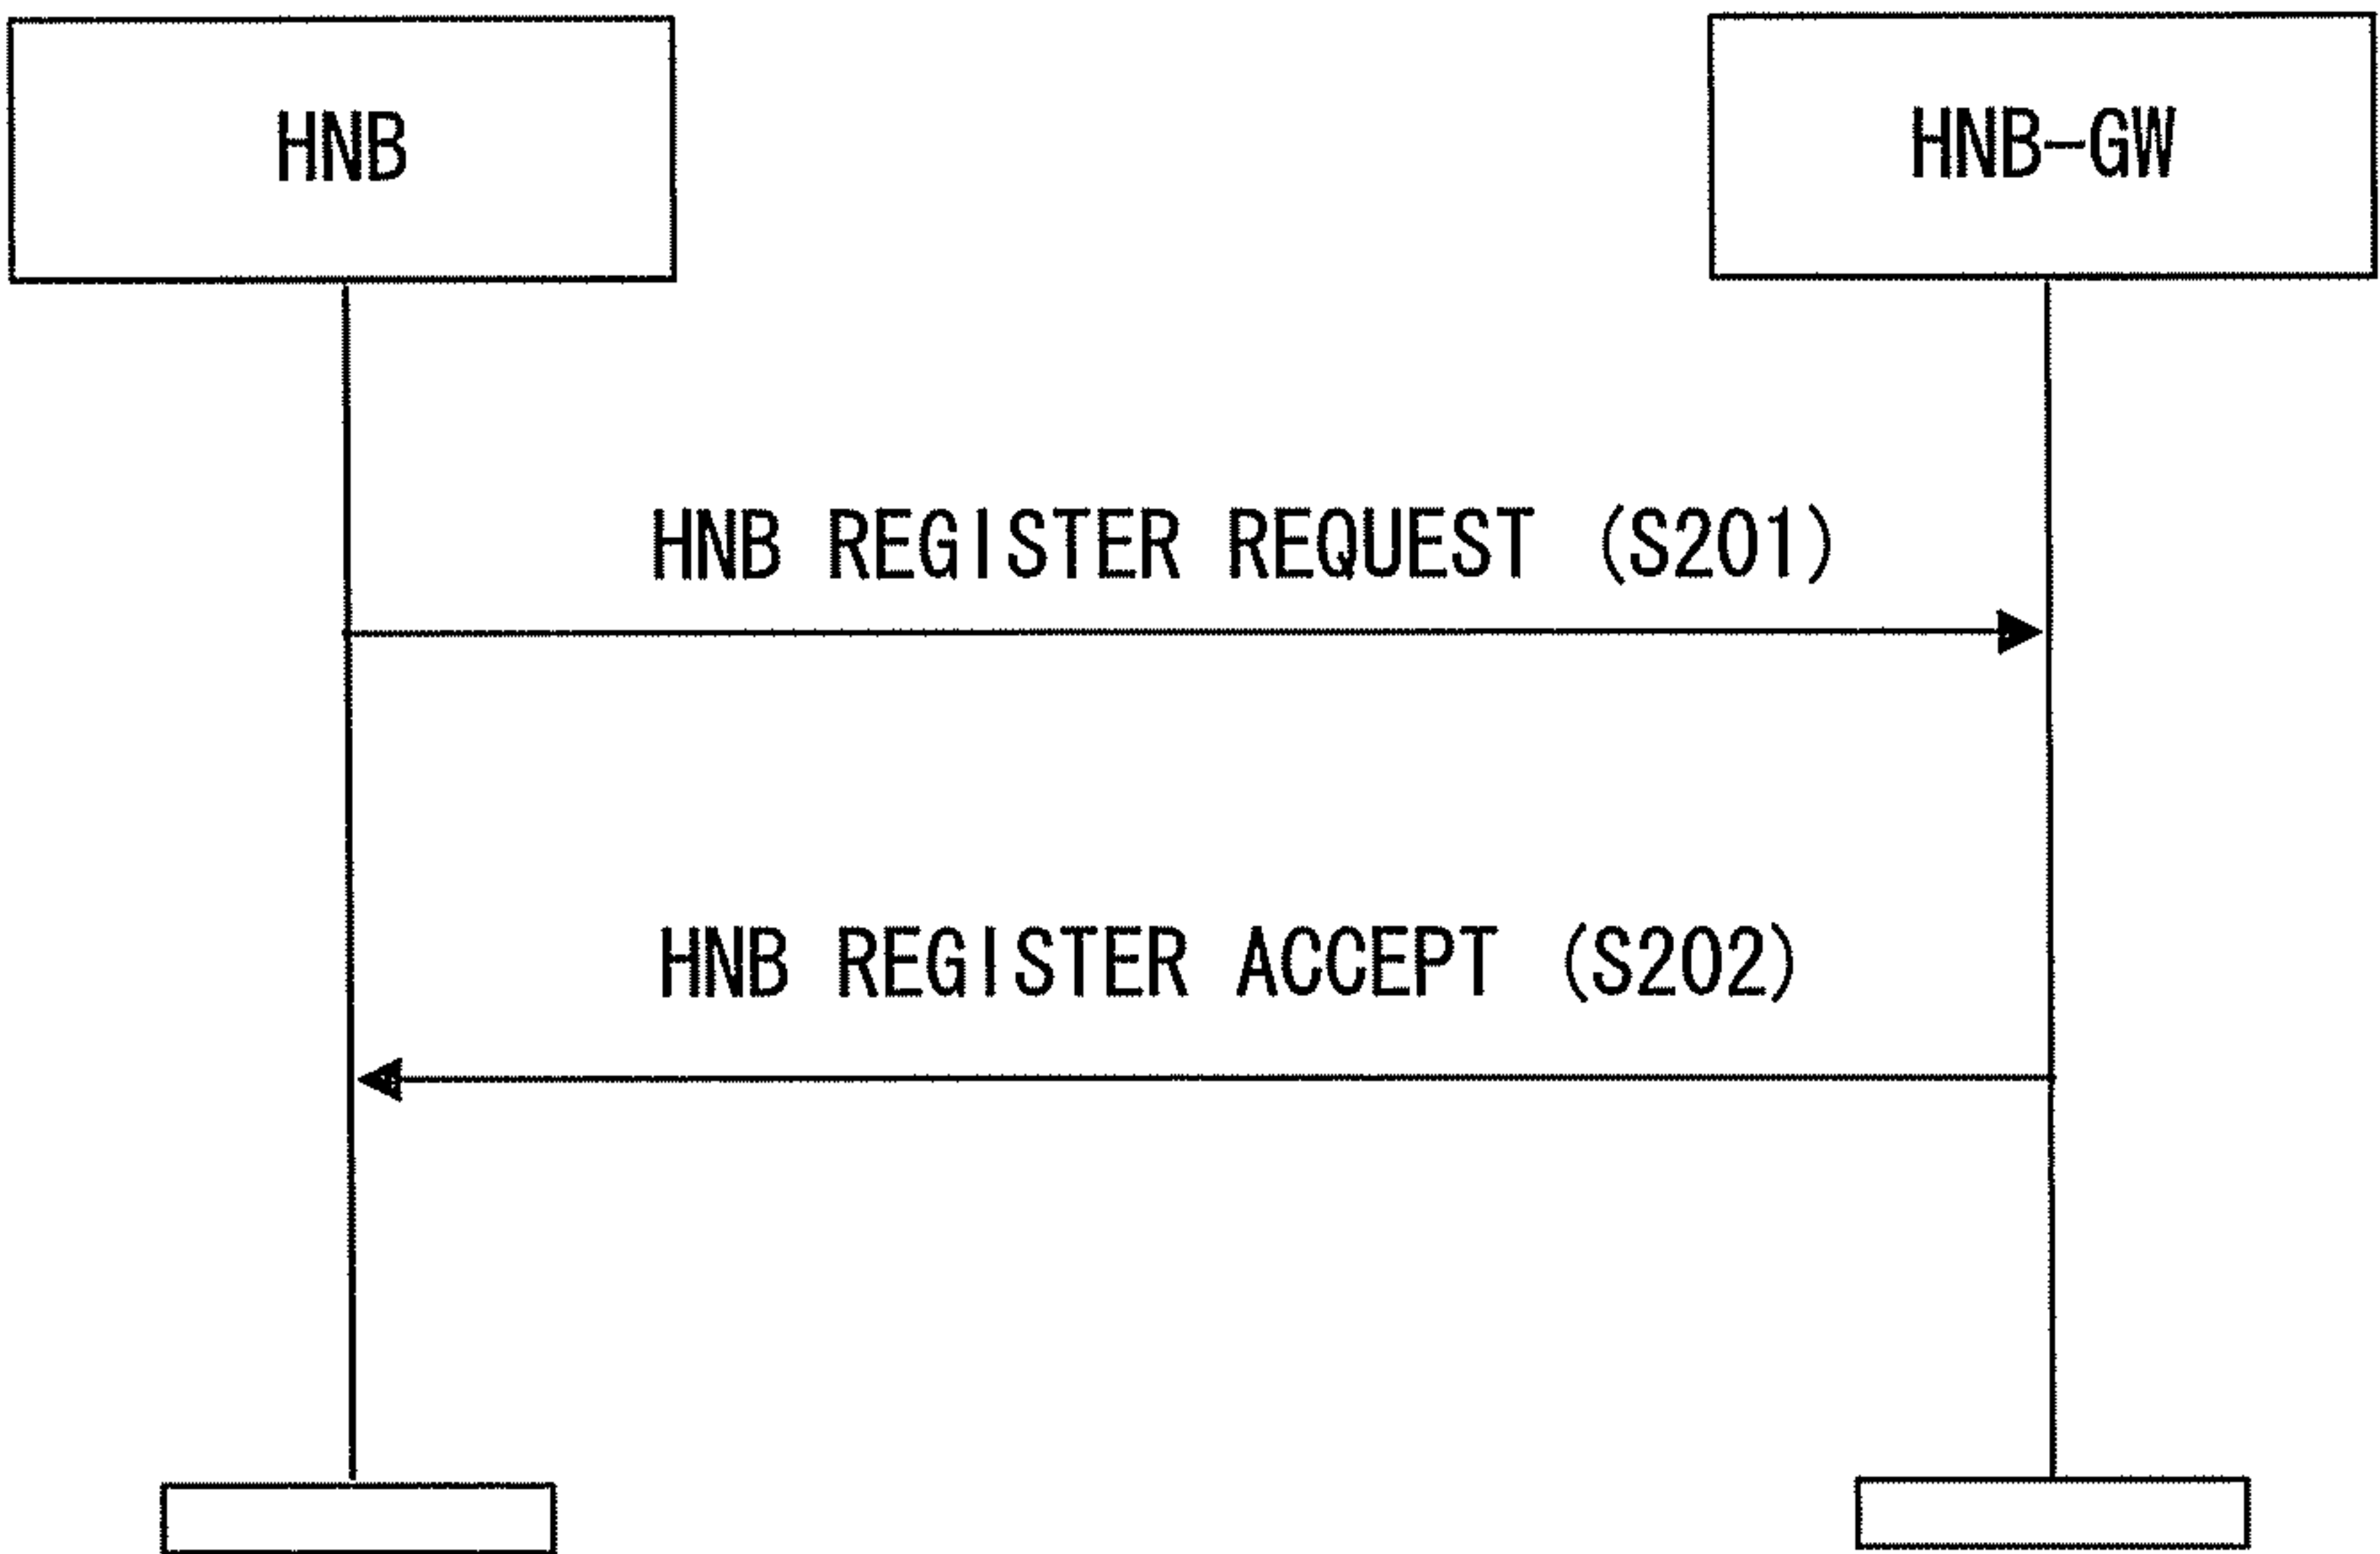 HNB
HNB-GW
HNB REGISTER REQUEST (S201)
HNB REGISTER ACCEPT (S202)